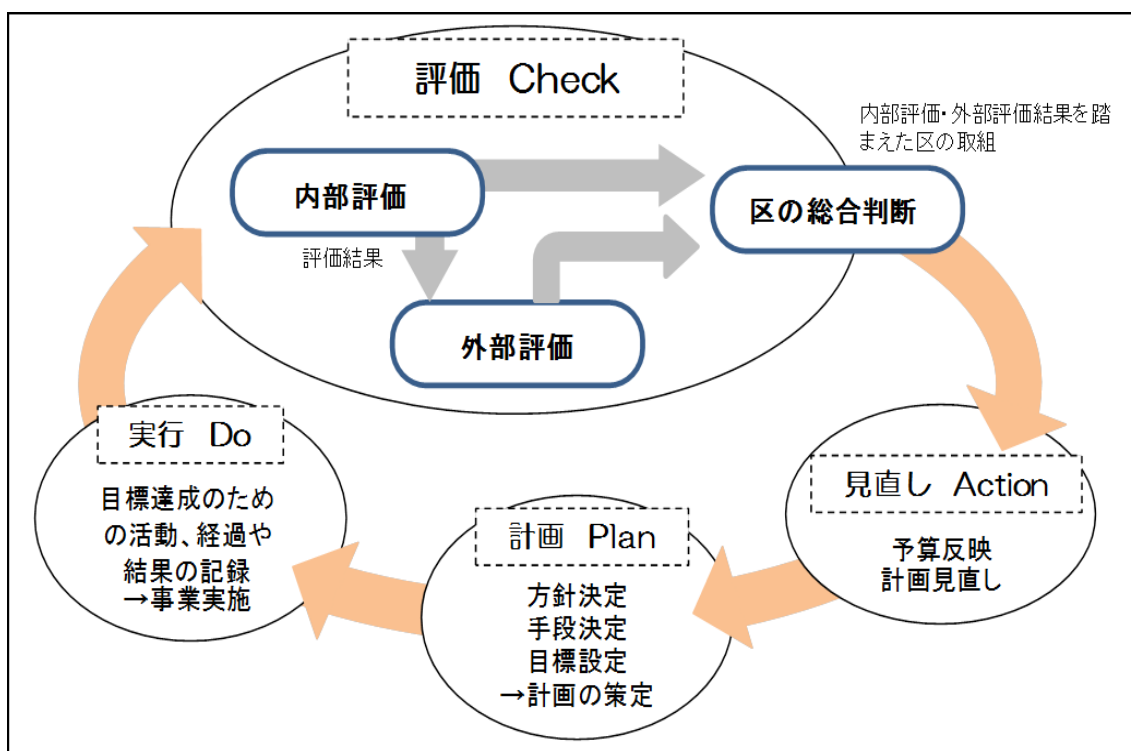 評価 Check
内部評価・外部評価結果を踏
まえた区の取組
内部評価
区の総合判断
評価結果
外部評価
実行 Do
目標達成のため
の活動、経過や
結果の記録
→事業実施
計画 Plan
方針決定
手段決定
目標設定
→計画の策定
見直し Action
予算反映
計画見直し